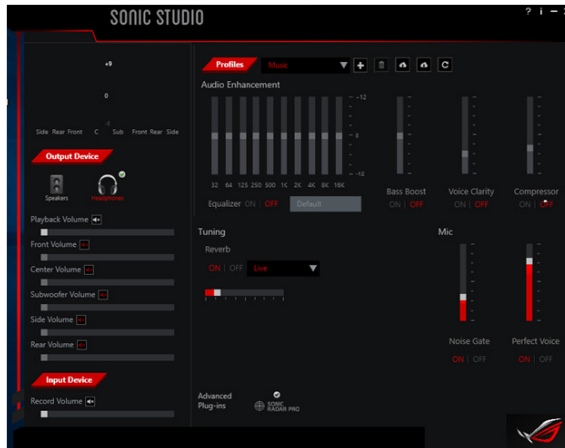 SONIC STUDIO
? i −
+9
0
Side Rear Front C Sub Front Rear Side
Output Device
Speakers Headphones
Playback Volume
Front Volume
Center Volume
Subwoofer Volume
Side Volume
Rear Volume
Input Device
Record Volume
Profiles Music
Audio Enhancement
+12
0
-12
32 64 125 250 500 1K 2K 4K 8K 16K
Equalizer ON | OFF Default
Bass Boost Voice Clarity Compressor
ON | OFF ON | OFF ON | OFF
Tuning
Reverb
ON | OFF Live
Mic
Noise Gate Perfect Voice
ON | OFF ON | OFF
Advanced
Plug-ins
SONIC
RADAR PRO